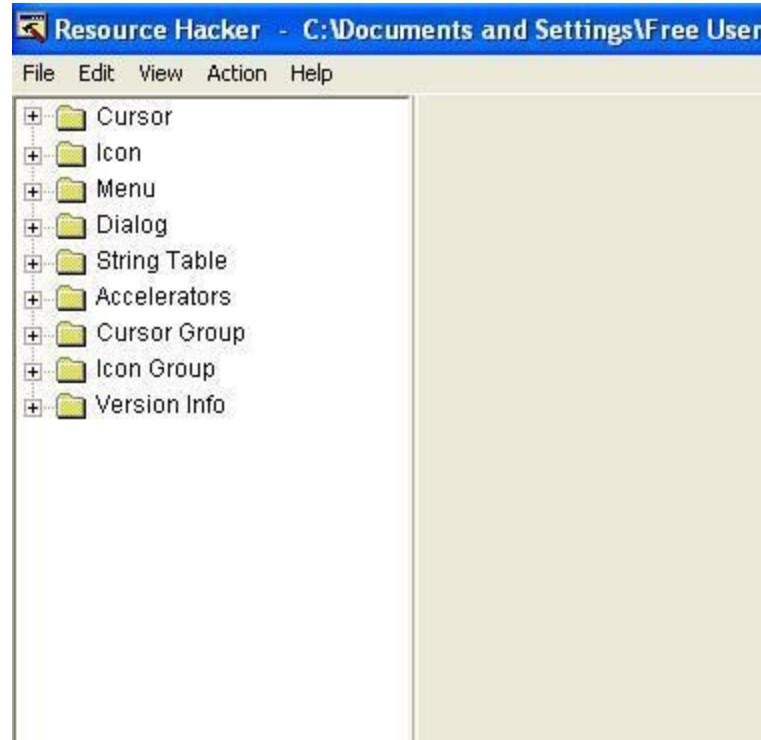 Resource Hacker - C:\Documents and Settings\Free User
File Edit View Action Help
Cursor
Icon
Menu
Dialog
String Table
Accelerators
Cursor Group
Icon Group
Version Info